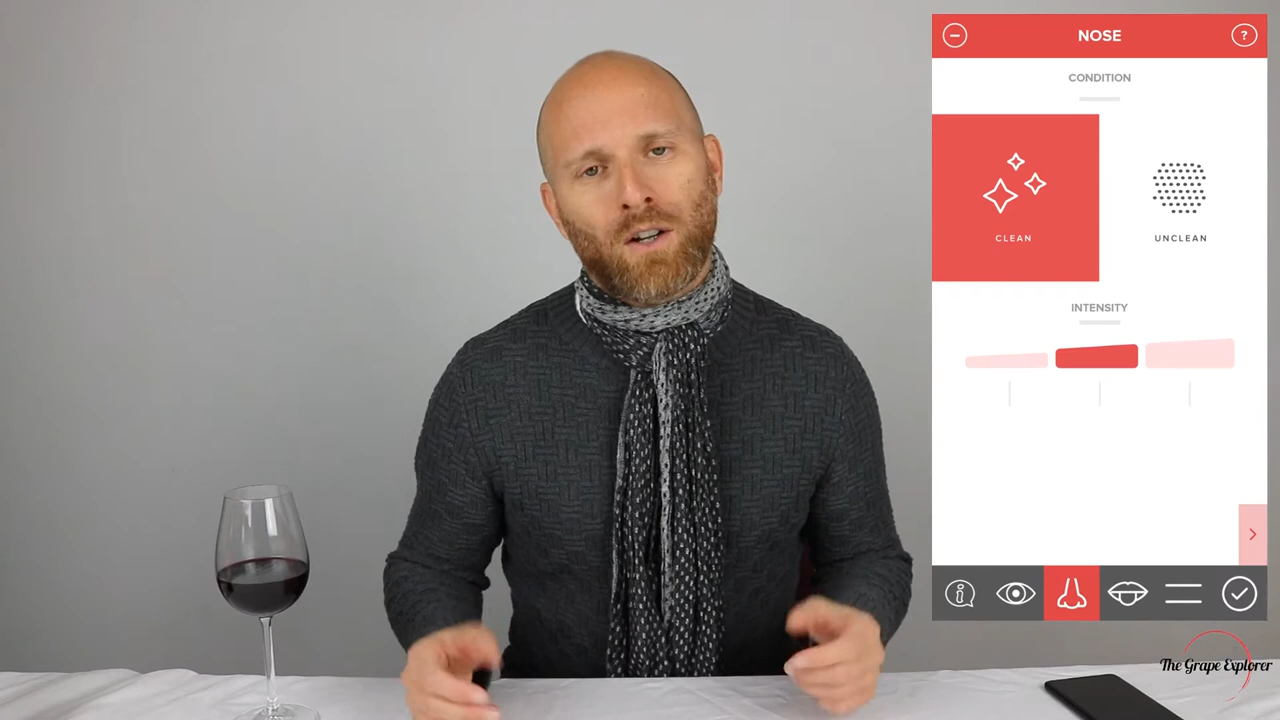 NOSE
?
CONDITION
CLEAN
UNCLEAN
INTENSITY
The Grape Explorer